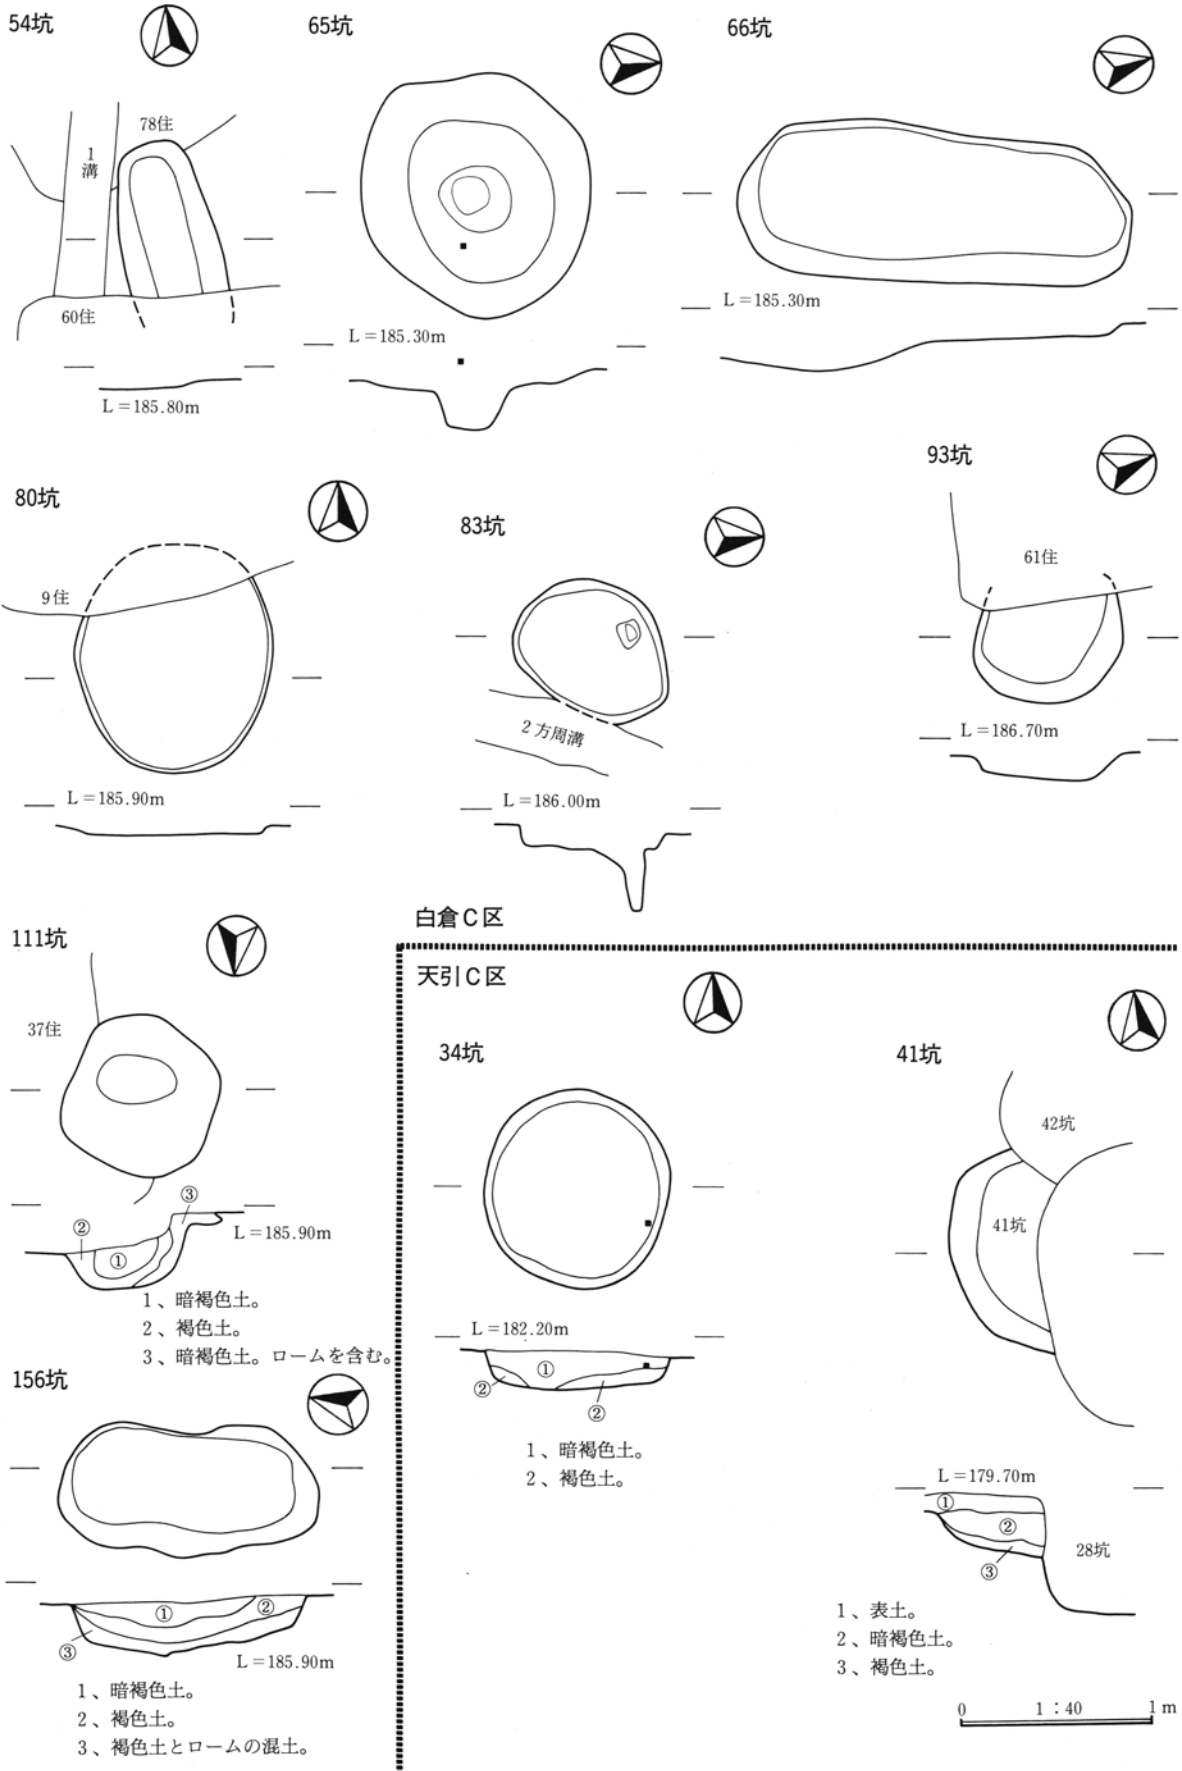 54坑
65坑
66坑
78住
1溝
60住
L=185.80m
L=185.30m
L=185.30m
80坑
83坑
93坑
9住
61住
2方周溝
L=185.90m
L=186.00m
L=186.70m
白倉C区
天引C区
111坑
37住
③
②
①
L=185.90m
1、暗褐色土。
2、褐色土。
3、暗褐色土。ロームを含む。
156坑
①
②
③
L=185.90m
1、暗褐色土。
2、褐色土。
3、褐色土とロームの混土。
34坑
L=182.20m
①
②
②
1、暗褐色土。
2、褐色土。
41坑
42坑
41坑
L=179.70m
①
②
③
28坑
1、表土。
2、暗褐色土。
3、褐色土。
0 1:40 1m